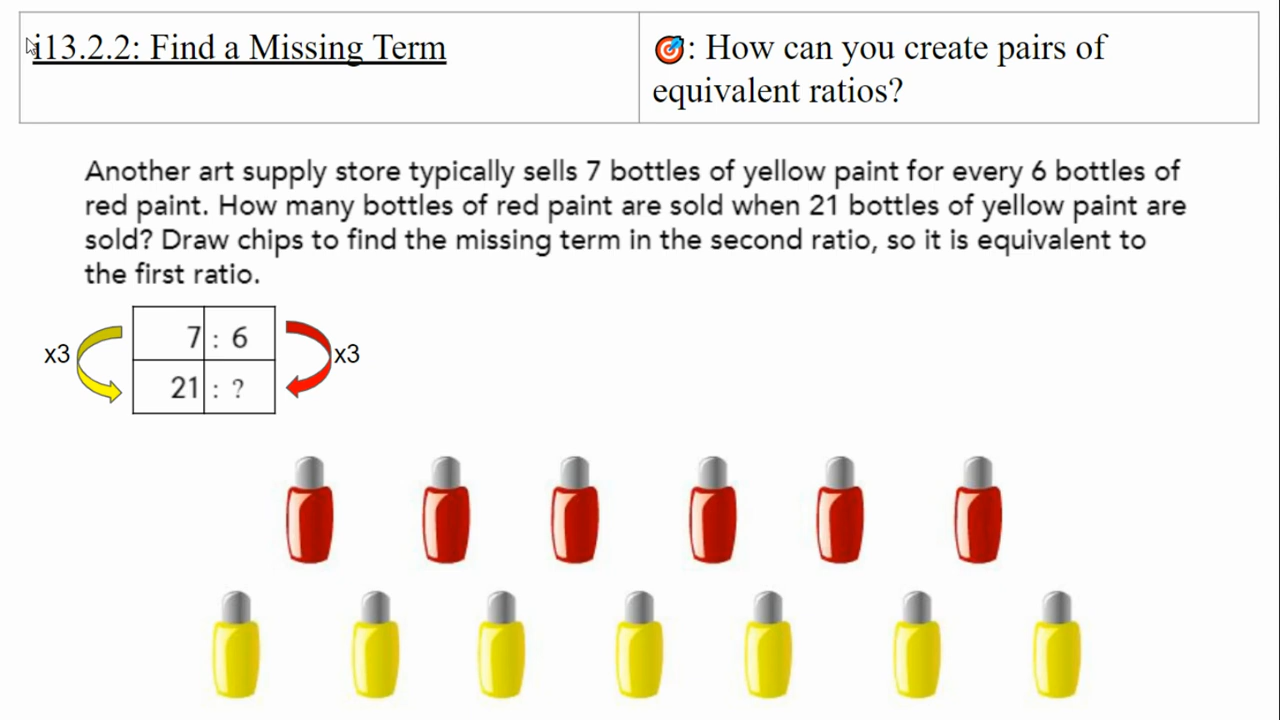 i13.2.2: Find a Missing Term
: How can you create pairs of
equivalent ratios?
Another art supply store typically sells 7 bottles of yellow paint for every 6 bottles of
red paint. How many bottles of red paint are sold when 21 bottles of yellow paint are
sold? Draw chips to find the missing term in the second ratio, so it is equivalent to
the first ratio.
7 : 6
x3
x3
21 : ?